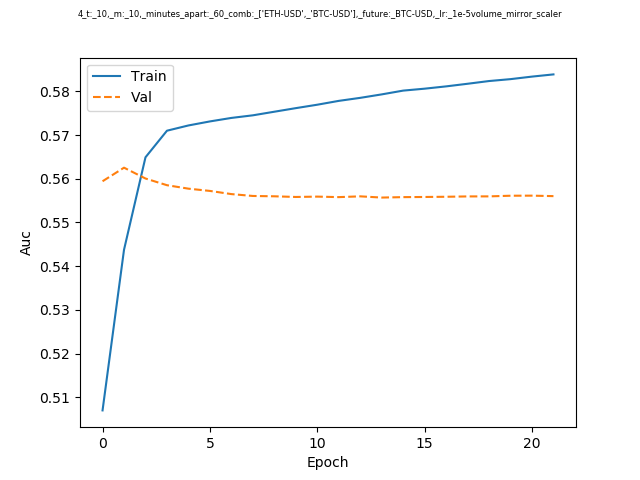 4_t:_10,_m:_10,_minutes_apart:_60_comb:_['ETH-USD',_'BTC-USD'],_future:_BTC-USD,_lr:_1e-5volume_mirror_scaler
Train
Val
0.58
0.57
0.56
0.55
0.54
0.53
0.52
0.51
Auc
0 5 10 15 20
Epoch